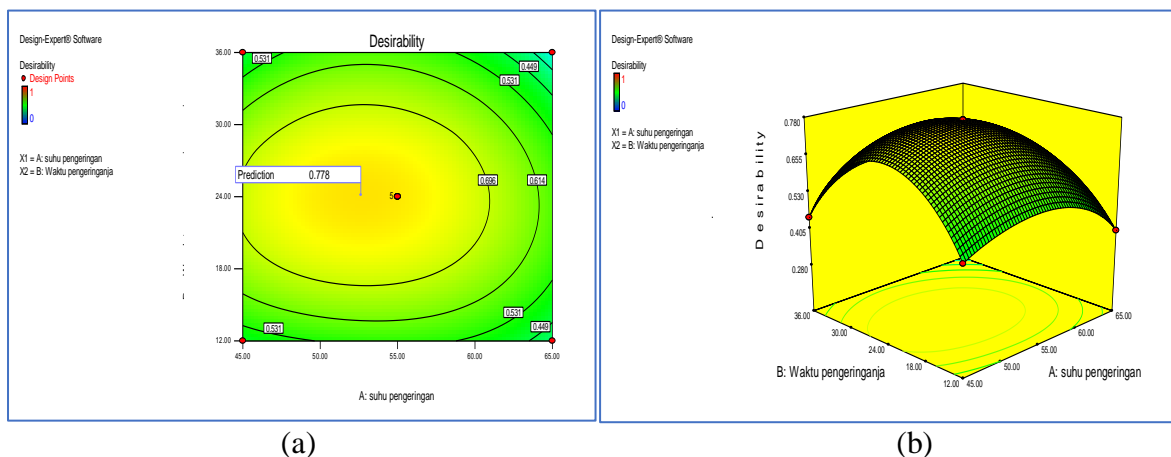 Design-Expert® Software
Desirability
Design Points
1
0
X1 = A: suhu pengeringan
X2 = B: Waktu pengeringanja
Desirability
36.00
30.00
24.00
18.00
12.00
45.00
50.00
55.00
60.00
65.00
A: suhu pengeringan
0.531
0.449
0.531
0.696
0.614
0.531
0.531
0.449
Prediction 0.778
5
(a)
Design-Expert® Software
Desirability
1
0
X1 = A: suhu pengeringan
X2 = B: Waktu pengeringanja
Desirability
0.780
0.655
0.530
0.405
0.280
36.00
30.00
24.00
18.00
12.00
45.00
50.00
55.00
60.00
65.00
B: Waktu pengeringanja
A: suhu pengeringan
(b)